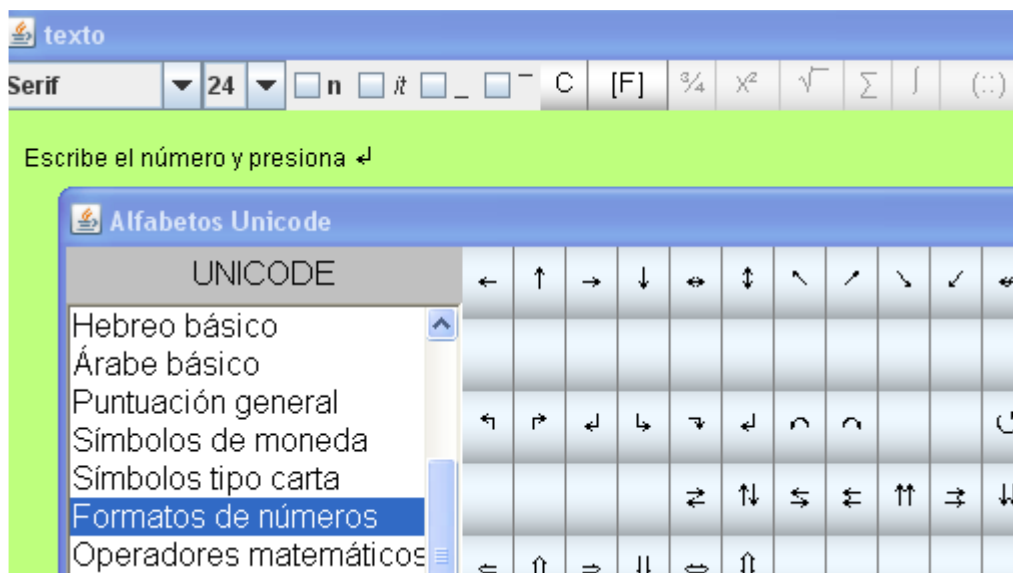 texto
Serif 24 n it _ ‾ C [F] ¾ x² √ ∑ ∫ (::)
Escribe el número y presiona ↲
Alfabetos Unicode
UNICODE
← ↑ → ↓ ↔ ↕ ↖ ↗ ↘ ↙
Hebreo básico
Árabe básico
Puntuación general
↰ ↱ ↲ ↳ ↴ ↵ ↶ ↷ ↺
Símbolos de moneda
Símbolos tipo carta
⇄ ⇅ ⇆ ⇇ ⇈ ⇉ ⇊
Formatos de números
Operadores matemáticos
⇐ ⇑ ⇒ ⇓ ⇔ ⇕